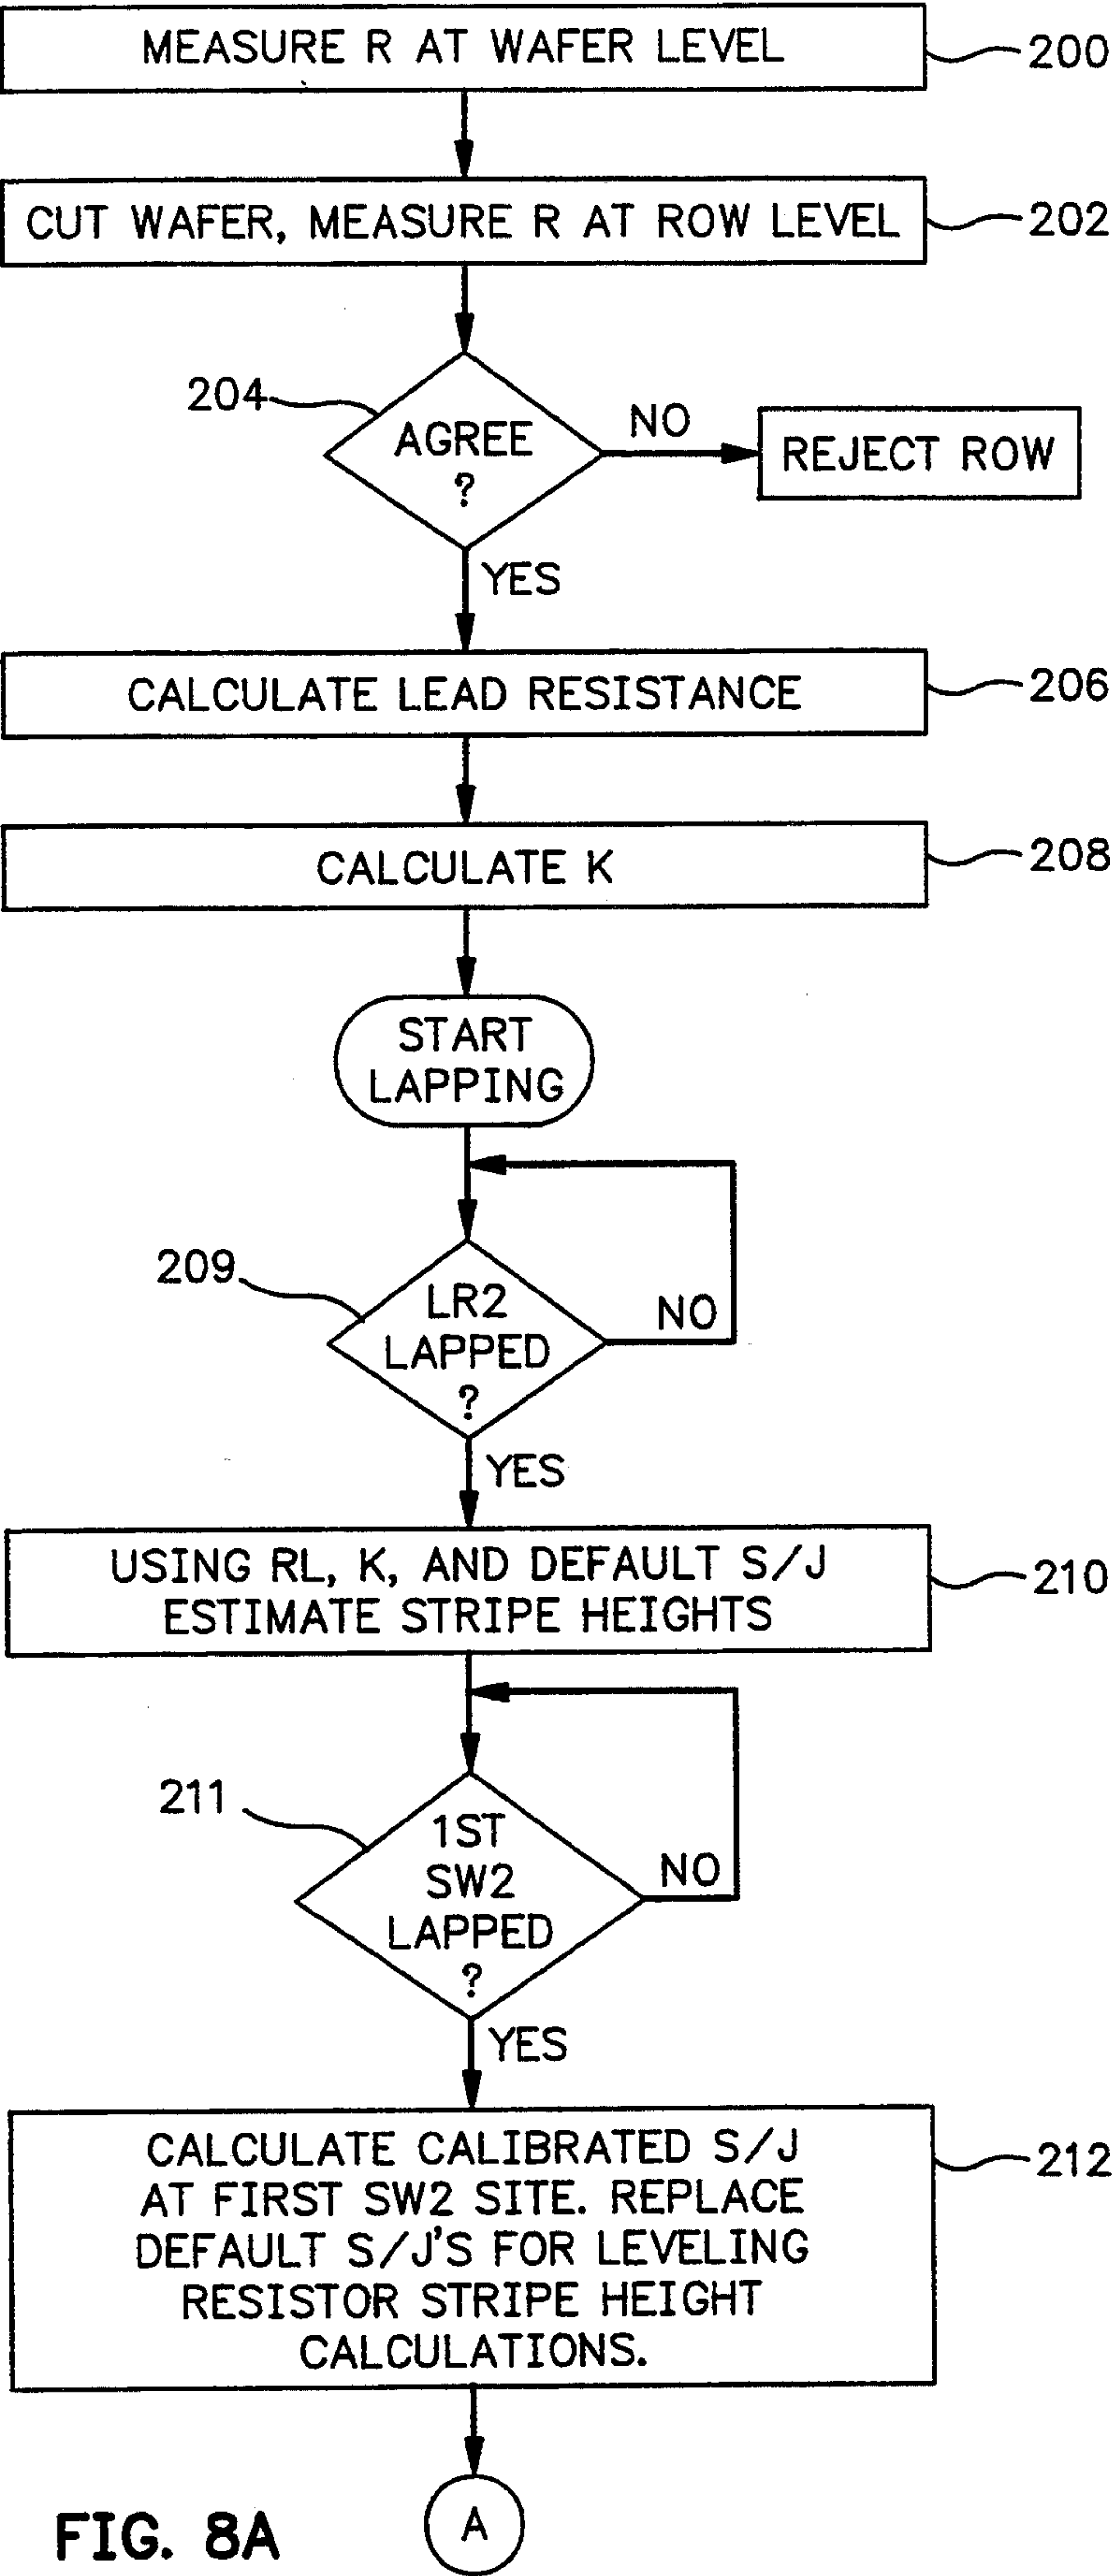 MEASURE R AT WAFER LEVEL
200
CUT WAFER, MEASURE R AT ROW LEVEL
202
204
AGREE
?
NO
REJECT ROW
YES
CALCULATE LEAD RESISTANCE
206
CALCULATE K
208
START
LAPPING
209
LR2
LAPPED
?
NO
YES
USING RL, K, AND DEFAULT S/J
ESTIMATE STRIPE HEIGHTS
210
211
1ST
SW2
LAPPED
?
NO
YES
CALCULATE CALIBRATED S/J
AT FIRST SW2 SITE. REPLACE
DEFAULT S/J'S FOR LEVELING
RESISTOR STRIPE HEIGHT
CALCULATIONS.
212
A
FIG. 8A